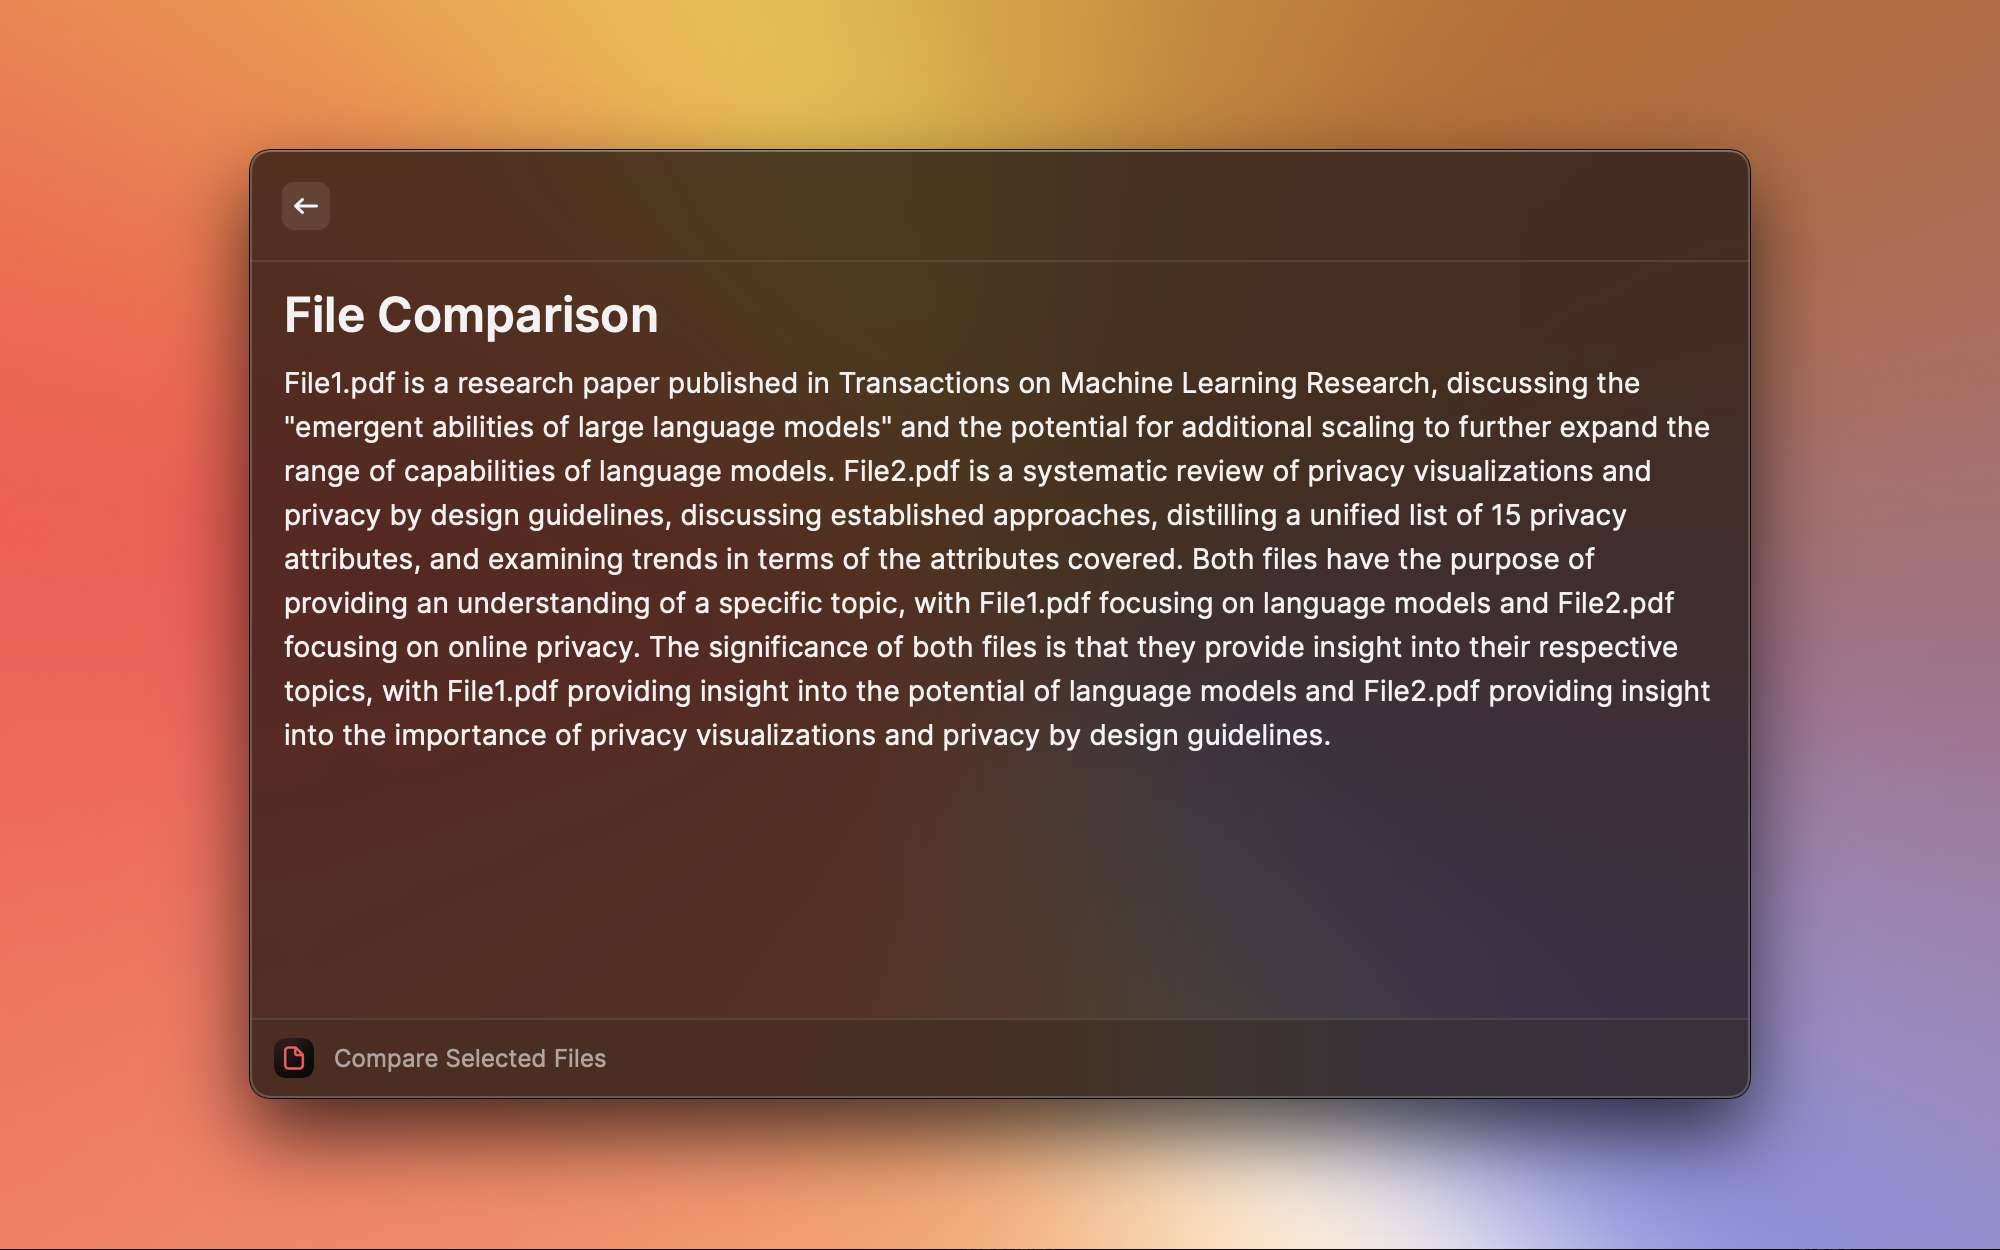 File Comparison
File1.pdf is a research paper published in Transactions on Machine Learning Research, discussing the
"emergent abilities of large language models" and the potential for additional scaling to further expand the
range of capabilities of language models. File2.pdf is a systematic review of privacy visualizations and
privacy by design guidelines, discussing established approaches, distilling a unified list of 15 privacy
attributes, and examining trends in terms of the attributes covered. Both files have the purpose of
providing an understanding of a specific topic, with File1.pdf focusing on language models and File2.pdf
focusing on online privacy. The significance of both files is that they provide insight into their respective
topics, with File1.pdf providing insight into the potential of language models and File2.pdf providing insight
into the importance of privacy visualizations and privacy by design guidelines.
Compare Selected Files